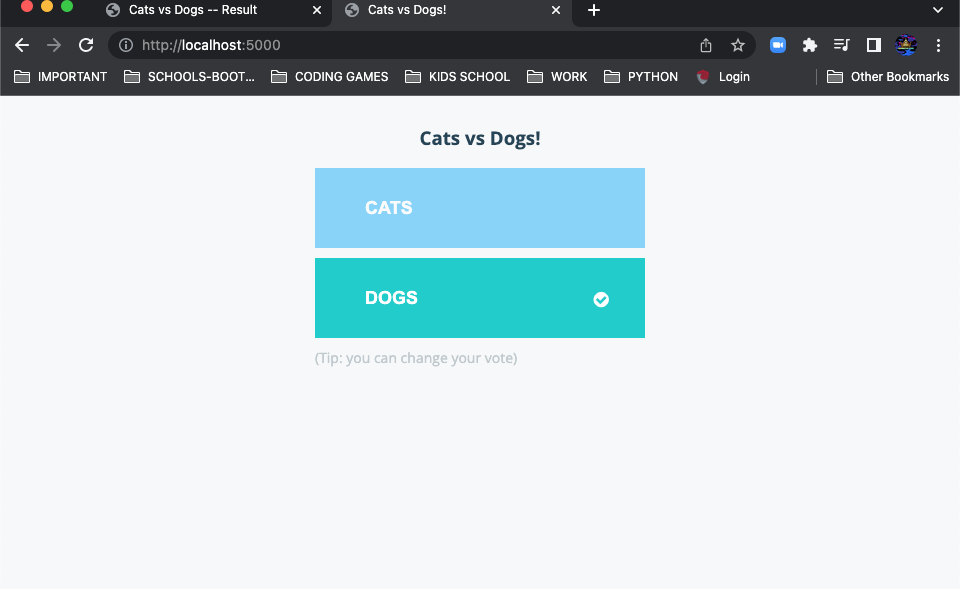 Cats vs Dogs -- Result
Cats vs Dogs!
http://localhost:5000
IMPORTANT
SCHOOLS-BOOT...
CODING GAMES
KIDS SCHOOL
WORK
PYTHON
Login
Other Bookmarks
Cats vs Dogs!
CATS
DOGS
(Tip: you can change your vote)